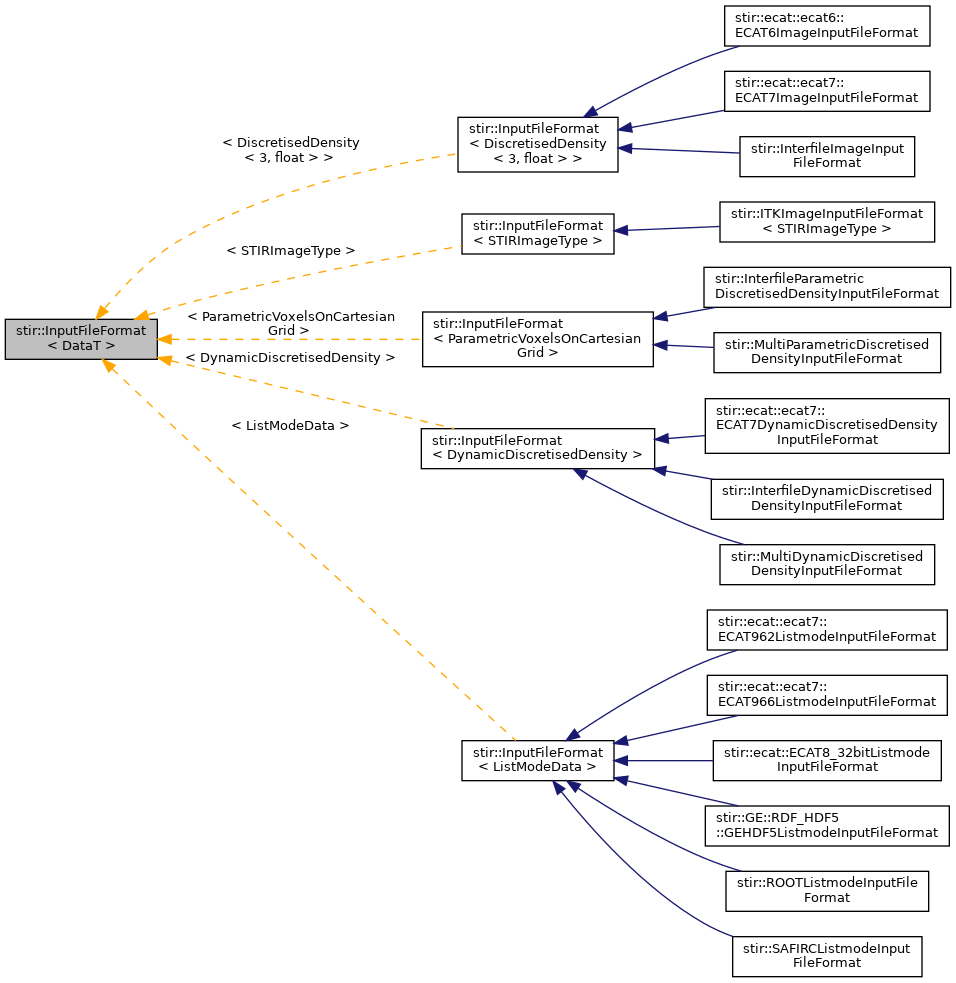 stir::ecat::ecat6::
ECAT6ImageInputFileFormat
stir::ecat::ecat7::
ECAT7ImageInputFileFormat
stir::InputFileFormat
< DiscretisedDensity
< 3, float > >
< DiscretisedDensity
< 3, float > >
stir::InterfileImageInput
FileFormat
stir::ITKImageInputFileFormat
< STIRImageType >
stir::InputFileFormat
< STIRImageType >
< STIRImageType >
stir::InterfileParametric
DiscretisedDensityInputFileFormat
< ParametricVoxelsOnCartesian
Grid >
stir::InputFileFormat
< ParametricVoxelsOnCartesian
Grid >
stir::InputFileFormat
< DataT >
stir::MultiParametricDiscretised
DensityInputFileFormat
< DynamicDiscretisedDensity >
stir::ecat::ecat7::
ECAT7DynamicDiscretisedDensity
InputFileFormat
< ListModeData >
stir::InputFileFormat
< DynamicDiscretisedDensity >
stir::InterfileDynamicDiscretised
DensityInputFileFormat
stir::MultiDynamicDiscretised
DensityInputFileFormat
stir::ecat::ecat7::
ECAT962ListmodeInputFileFormat
stir::ecat::ecat7::
ECAT966ListmodeInputFileFormat
stir::InputFileFormat
< ListModeData >
stir::ecat::ECAT8_32bitListmode
InputFileFormat
stir::GE::RDF_HDF5
::GEHDF5ListmodeInputFileFormat
stir::ROOTListmodeInputFile
Format
stir::SAFIRCListmodeInput
FileFormat